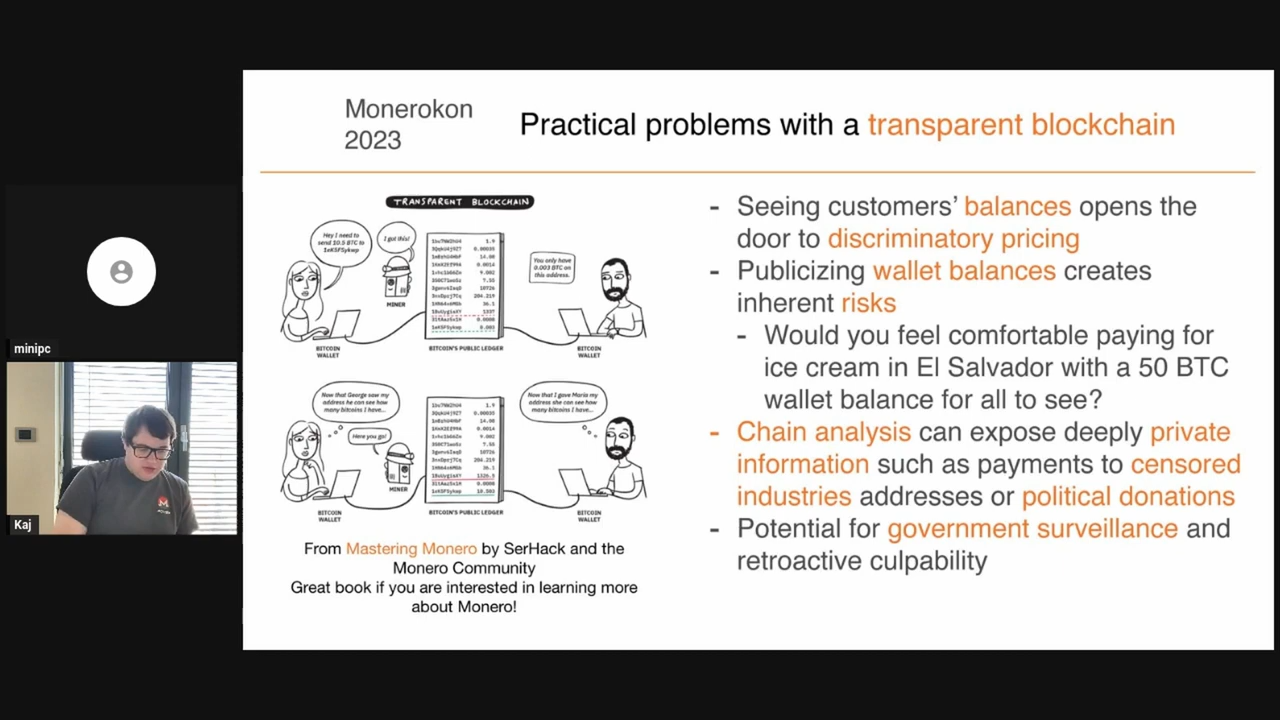 Monerokon
2023
Practical problems with a transparent blockchain
TRANSPARENT BLOCKCHAIN
Hey I need to
send 10.5 BTC to
1eK5FSykwp
I got this!
MINER
You only have
0.003 BTC on
this address.
BITCOIN
WALLET
BITCOIN'S PUBLIC LEDGER
BITCOIN
WALLET
Now that George saw my
address he can see how
many bitcoins I have...
Here you go!
MINER
Now that I gave Maria my
address she can see how
many bitcoins I have...
BITCOIN
WALLET
BITCOIN'S PUBLIC LEDGER
BITCOIN
WALLET
From Mastering Monero by SerHack and the
Monero Community
Great book if you are interested in learning more
about Monero!
- Seeing customers’ balances opens the
door to discriminatory pricing
- Publicizing wallet balances creates
inherent risks
- Would you feel comfortable paying for
ice cream in El Salvador with a 50 BTC
wallet balance for all to see?
- Chain analysis can expose deeply private
information such as payments to censored
industries addresses or political donations
- Potential for government surveillance and
retroactive culpability
minipc
Kaj